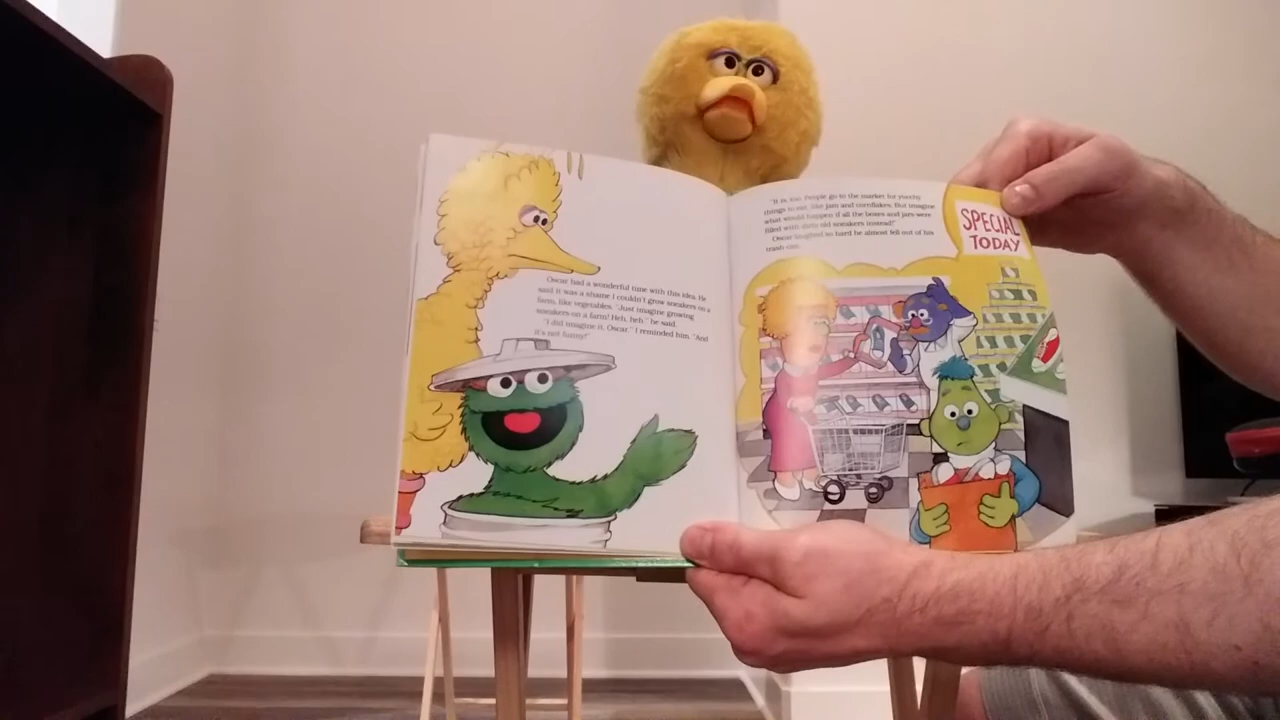 Oscar had a wonderful time with this idea. He
said it was a shame I couldn't grow sneakers on a
farm, like vegetables. "Just imagine growing
sneakers on a farm! Heh, heh," he said.
"I did imagine it, Oscar," I reminded him. "And
it's not funny!"
"It is, too. People go to the market for yucchy
things to eat, like jam and cornflakes. But imagine
what would happen if all the boxes and jars were
filled with dirty old sneakers instead!"
Oscar laughed so hard he almost fell out of his
trash can.
SPECIAL
TODAY